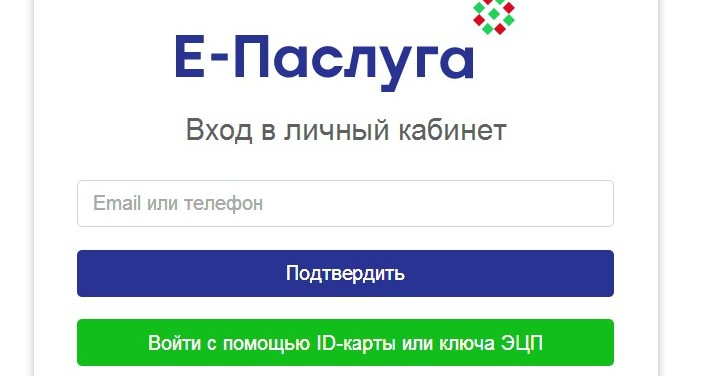 Е-Паслуга
Вход в личный кабинет
Email или телефон
Подтвердить
Войти с помощью ID-карты или ключа ЭЦП